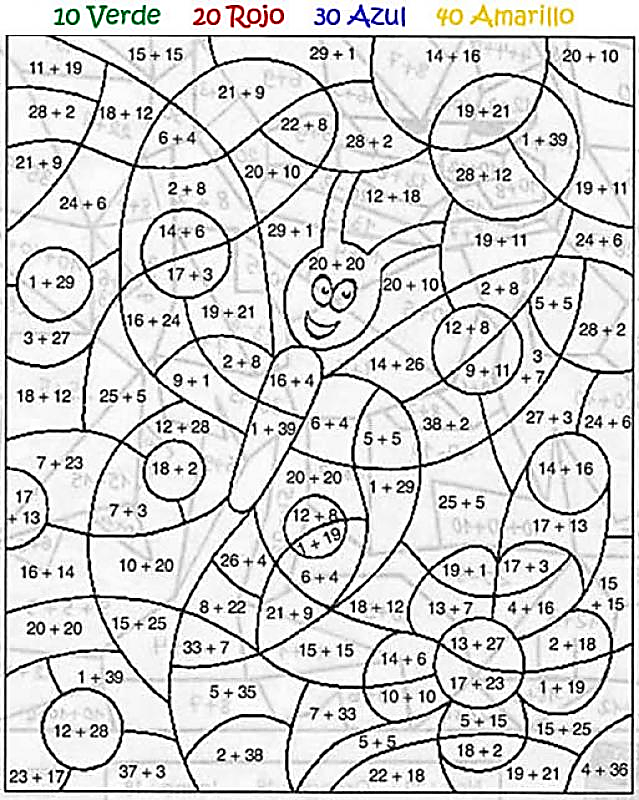 10 Verde 20 Rojo 30 Azul 40 Amarillo
15 + 15 29 + 1 14 + 16 20 + 10
11 + 19
21 + 9
28 + 2 18 + 12 19 + 21
22 + 8
6 + 4 28 + 2 1 + 39
21 + 9
20 + 10 28 + 12
2 + 8 12 + 18 19 + 11
24 + 6
14 + 6 29 + 1 19 + 11 24 + 6
20 + 20
1 + 29 17 + 3 20 + 10 2 + 8
5 + 5
16 + 24 19 + 21 12 + 8 28 + 2
3 + 27
2 + 8 14 + 26 9 + 11 3
+ 7
9 + 1 16 + 4
18 + 12 25 + 5
12 + 28 1 + 39 6 + 4 38 + 2 27 + 3 24 + 6
5 + 5
7 + 23 18 + 2 14 + 16
20 + 20 1 + 29
17
+ 13
7 + 3 12 + 8 25 + 5
17 + 13
1 + 19
16 + 14 10 + 20 26 + 4 6 + 4 19 + 1 17 + 3
15
+ 15
8 + 22 21 + 9 18 + 12 13 + 7 4 + 16
20 + 20 15 + 25
33 + 7 15 + 15 14 + 6 13 + 27 2 + 18
1 + 39
5 + 35 10 + 10 17 + 23 1 + 19
7 + 33
12 + 28 5 + 15 15 + 25
2 + 38 5 + 5 18 + 2
23 + 17 37 + 3 22 + 18 19 + 21 4 + 36